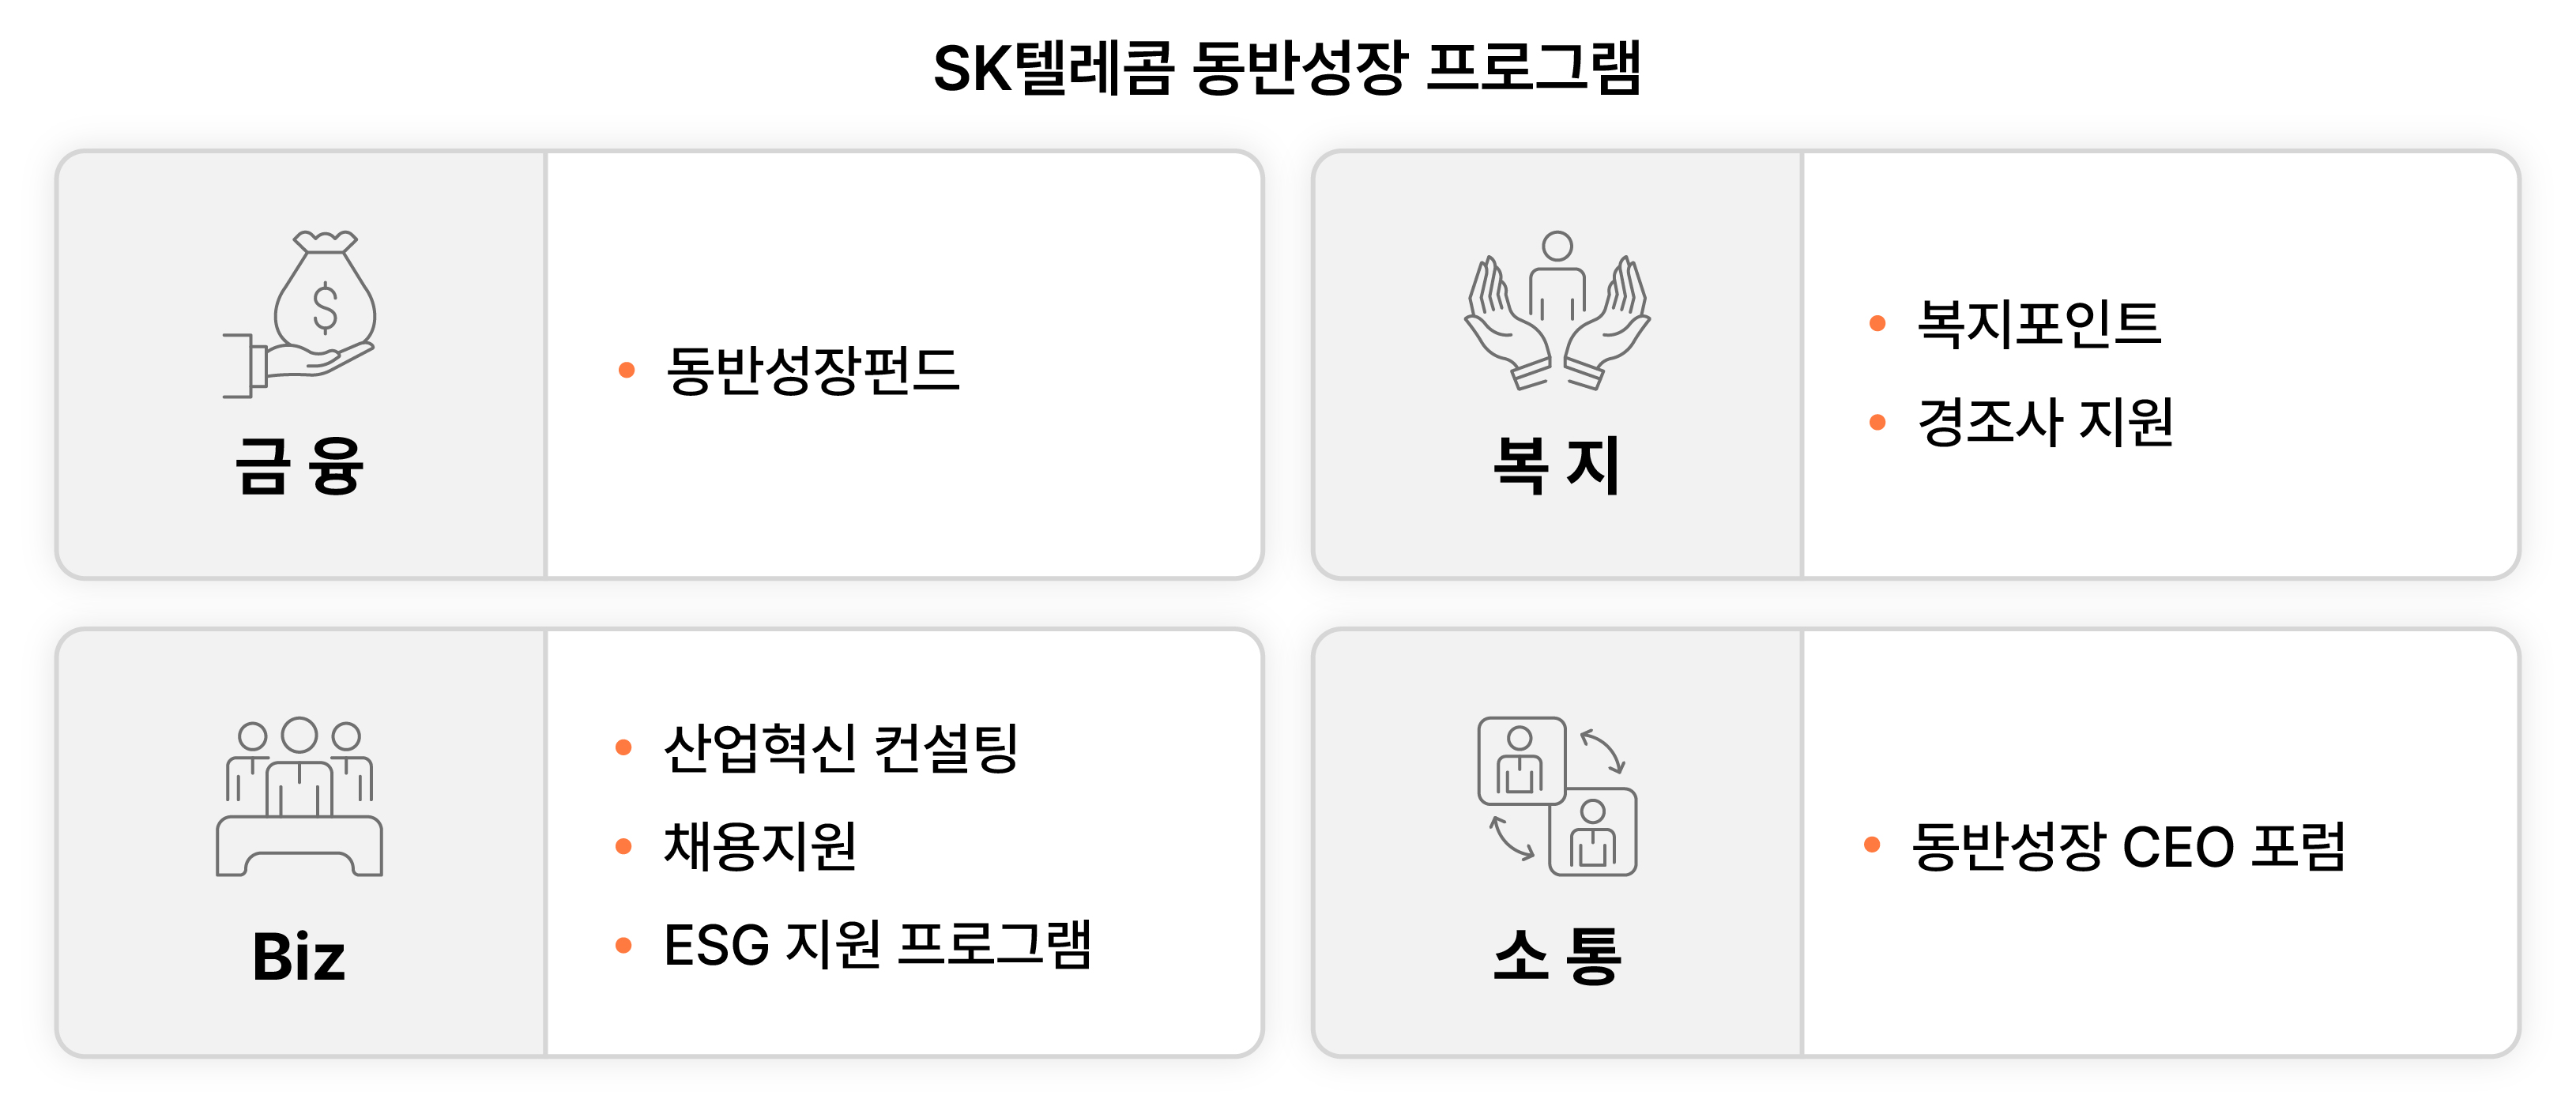 SK텔레콤 동반성장 프로그램
$
금융
동반성장펀드
복지
복지포인트
경조사 지원
Biz
산업혁신 컨설팅
채용지원
ESG 지원 프로그램
소통
동반성장 CEO 포럼